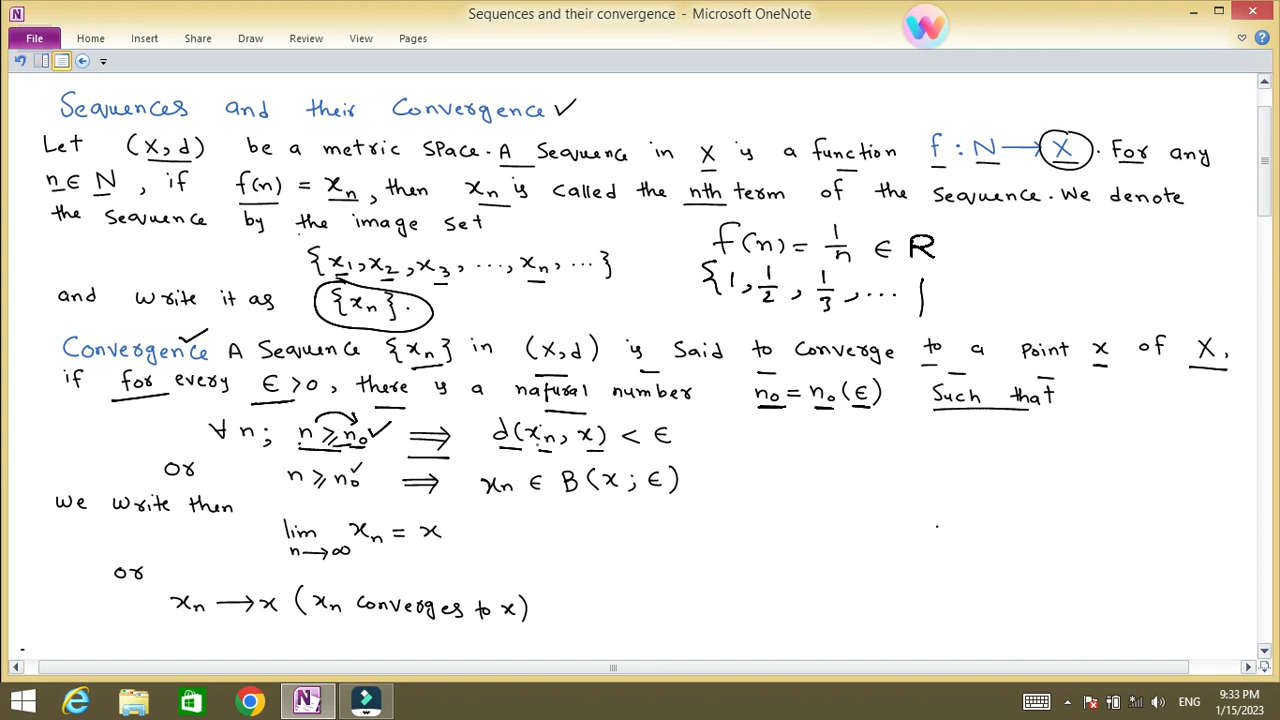 Sequences and their convergence - Microsoft OneNote
File Home Insert Share Draw Review View Pages
Sequences and their Convergence ✓
Let (X, d) be a metric space. A Sequence in X is a function f : N ⟶ X. For any
n ∈ N, if f(n) = xₙ, then xₙ is called the nth term of the sequence. We denote
the sequence by the image set
{x₁, x₂, x₃, ..., xₙ, ...}
f(n) = 1/n ∈ R
{1, 1/2, 1/3, ... }
and write it as {xₙ}.
Convergence ✓ A Sequence {xₙ} in (X, d) is said to converge to a point x of X,
if for every ϵ > 0, there is a natural number n₀ = n₀(ϵ) Such that
∀ n; n ⩾ n₀ ✓ ⟹ d(xₙ, x) < ϵ
or n ⩾ n₀ ✓ ⟹ xₙ ∈ B(x; ϵ)
we write then
lim n→∞ xₙ = x
or
xₙ ⟶ x (xₙ converges to x)
ENG
9:33 PM
1/15/2023